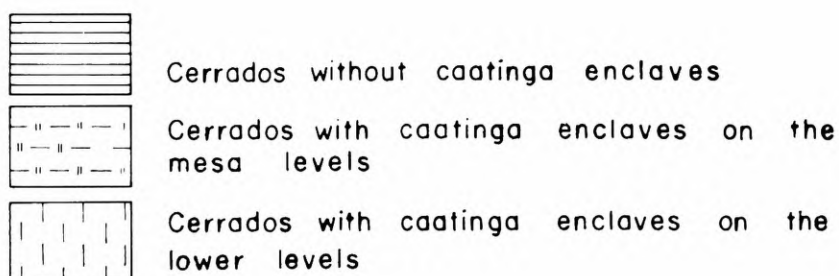 Cerrados without caatinga enclaves
Cerrados with caatinga enclaves on the
mesa levels
Cerrados with caatinga enclaves on the
lower levels